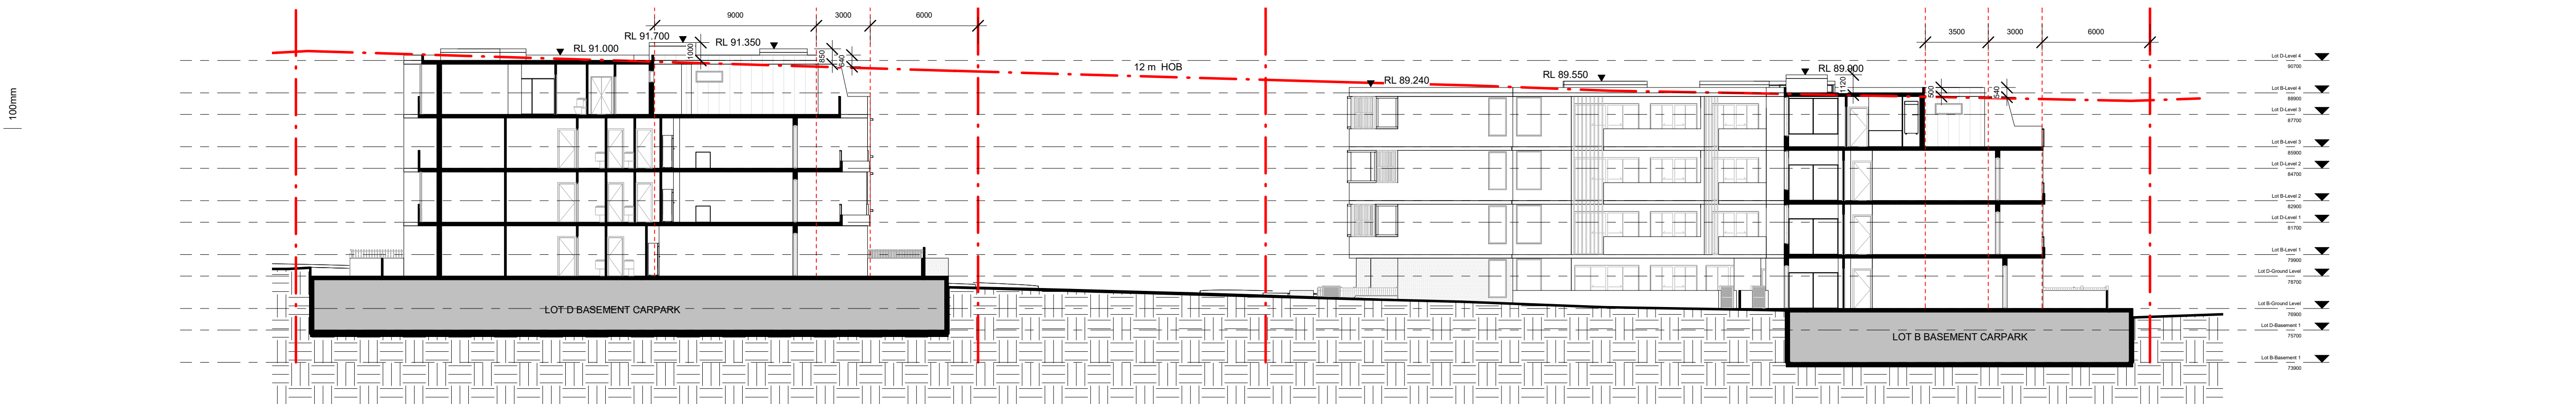 9000
3000
6000
RL 91.700
RL 91.000
1000
RL 91.350
850
640
12 m HOB
RL 89.240
RL 89.550
RL 89.900
1120
3500
3000
6000
500
540
100mm
Lot D-Level 4
90700
Lot B-Level 4
88900
Lot D-Level 3
87700
Lot B-Level 3
85900
Lot D-Level 2
84700
Lot B-Level 2
82900
Lot D-Level 1
81700
Lot B-Level 1
79900
Lot D-Ground Level
78700
Lot B-Ground Level
76900
Lot D-Basement 1
75700
Lot B-Basement 1
73900
LOT D BASEMENT CARPARK
LOT B BASEMENT CARPARK